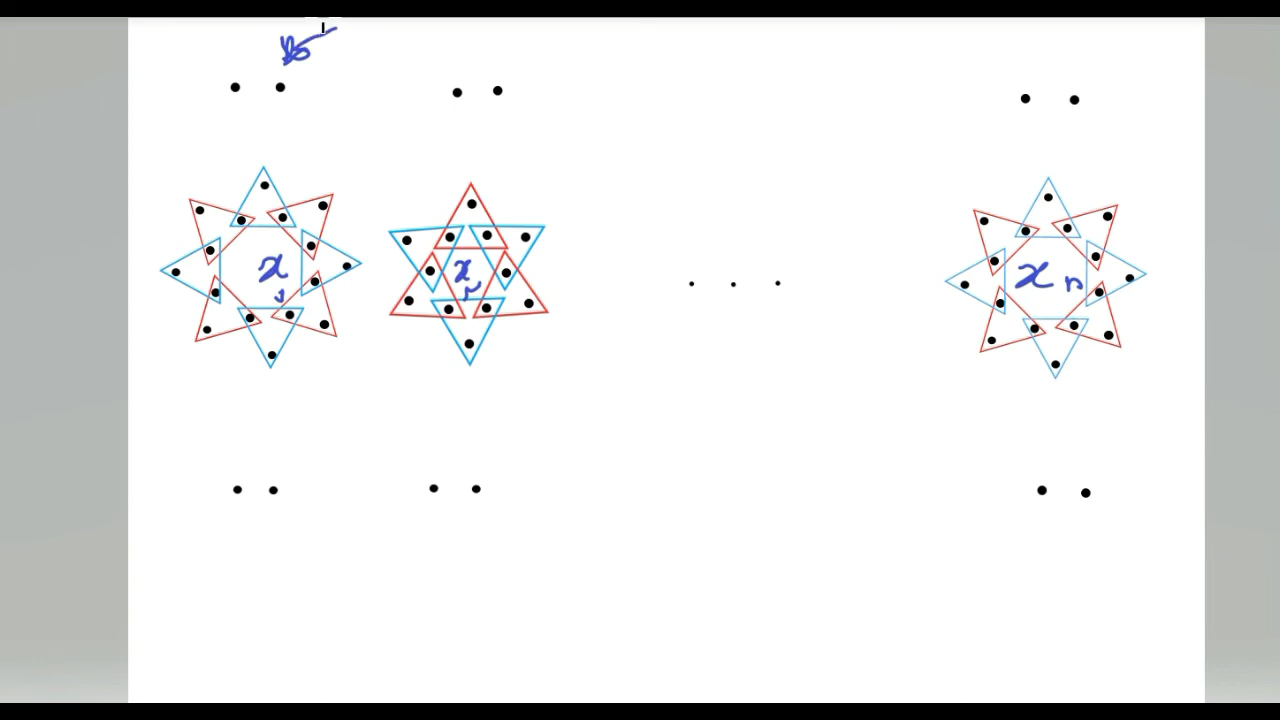 x₁ x₂ . . . xₙ